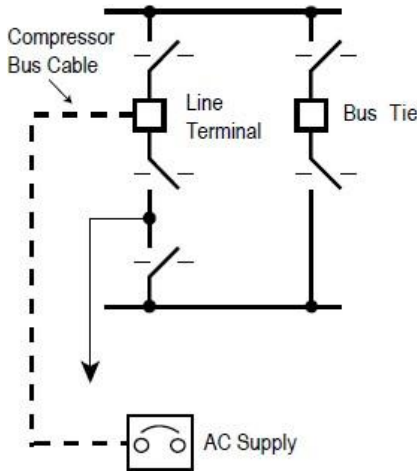 Compressor
Bus Cable
Line
Terminal
Bus Tie
AC Supply